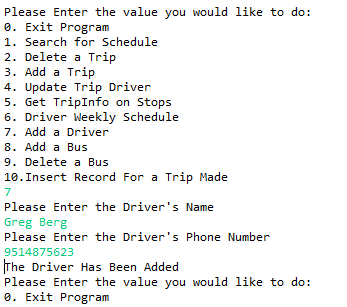 Please Enter the value you would like to do:
0. Exit Program
1. Search for Schedule
2. Delete a Trip
3. Add a Trip
4. Update Trip Driver
5. Get TripInfo on Stops
6. Driver Weekly Schedule
7. Add a Driver
8. Add a Bus
9. Delete a Bus
10.Insert Record For a Trip Made
7
Please Enter the Driver's Name
Greg Berg
Please Enter the Driver's Phone Number
9514875623
The Driver Has Been Added
Please Enter the value you would like to do:
0. Exit Program